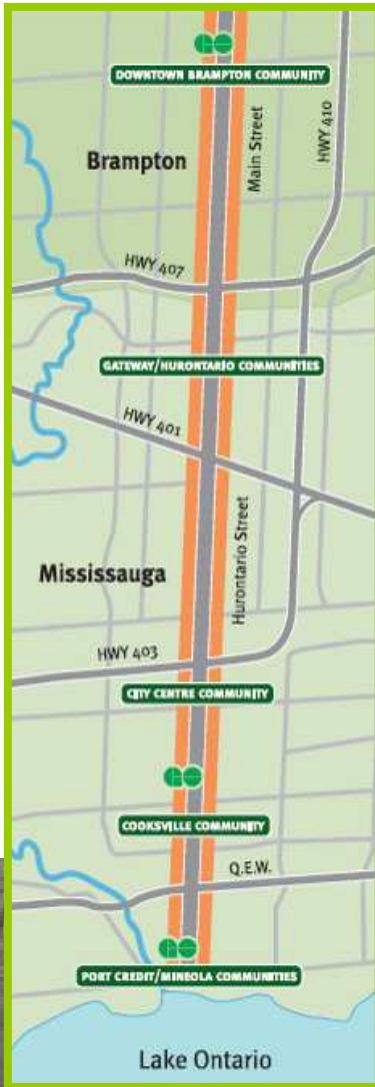 DOWNTOWN BRAMPTON COMMUNITY
Main Street
HWY 410
Brampton
HWY 407
GATEWAY/HURONTARIO COMMUNITIES
HWY 401
Hurontario Street
Mississauga
HWY 403
CITY CENTRE COMMUNITY
COOKSVILLE COMMUNITY
Q.E.W.
PORT CREDIT/MINEOLA COMMUNITIES
Lake Ontario